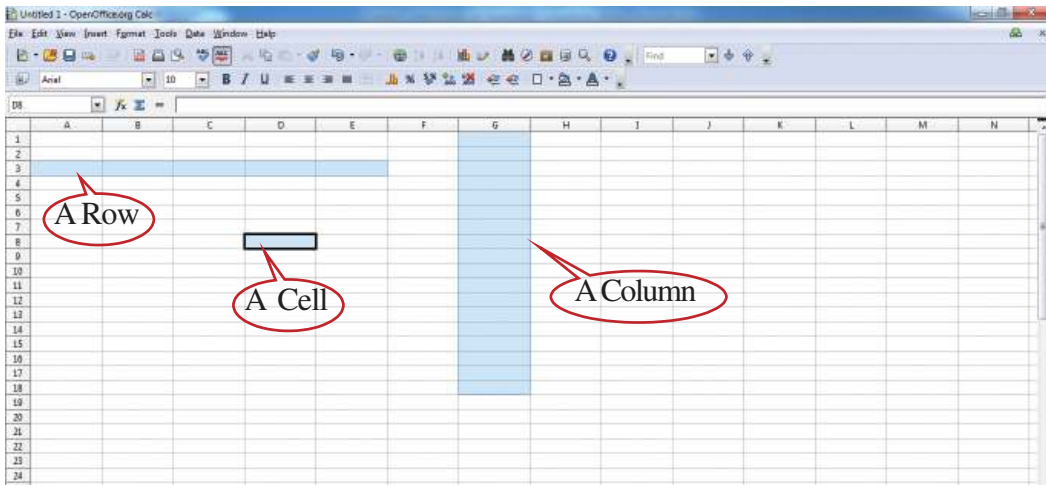 Untitled 1 - OpenOffice.org Calc
File Edit View Insert Format Tools Data Window Help
Find
Arial 10 B I U
D8 fx Σ =
A B C D E F G H I J K L M N
1
2
3
4
5
6
A Row
7
8
9
10
11
A Cell
A Column
12
13
14
15
16
17
18
19
20
21
22
23
24